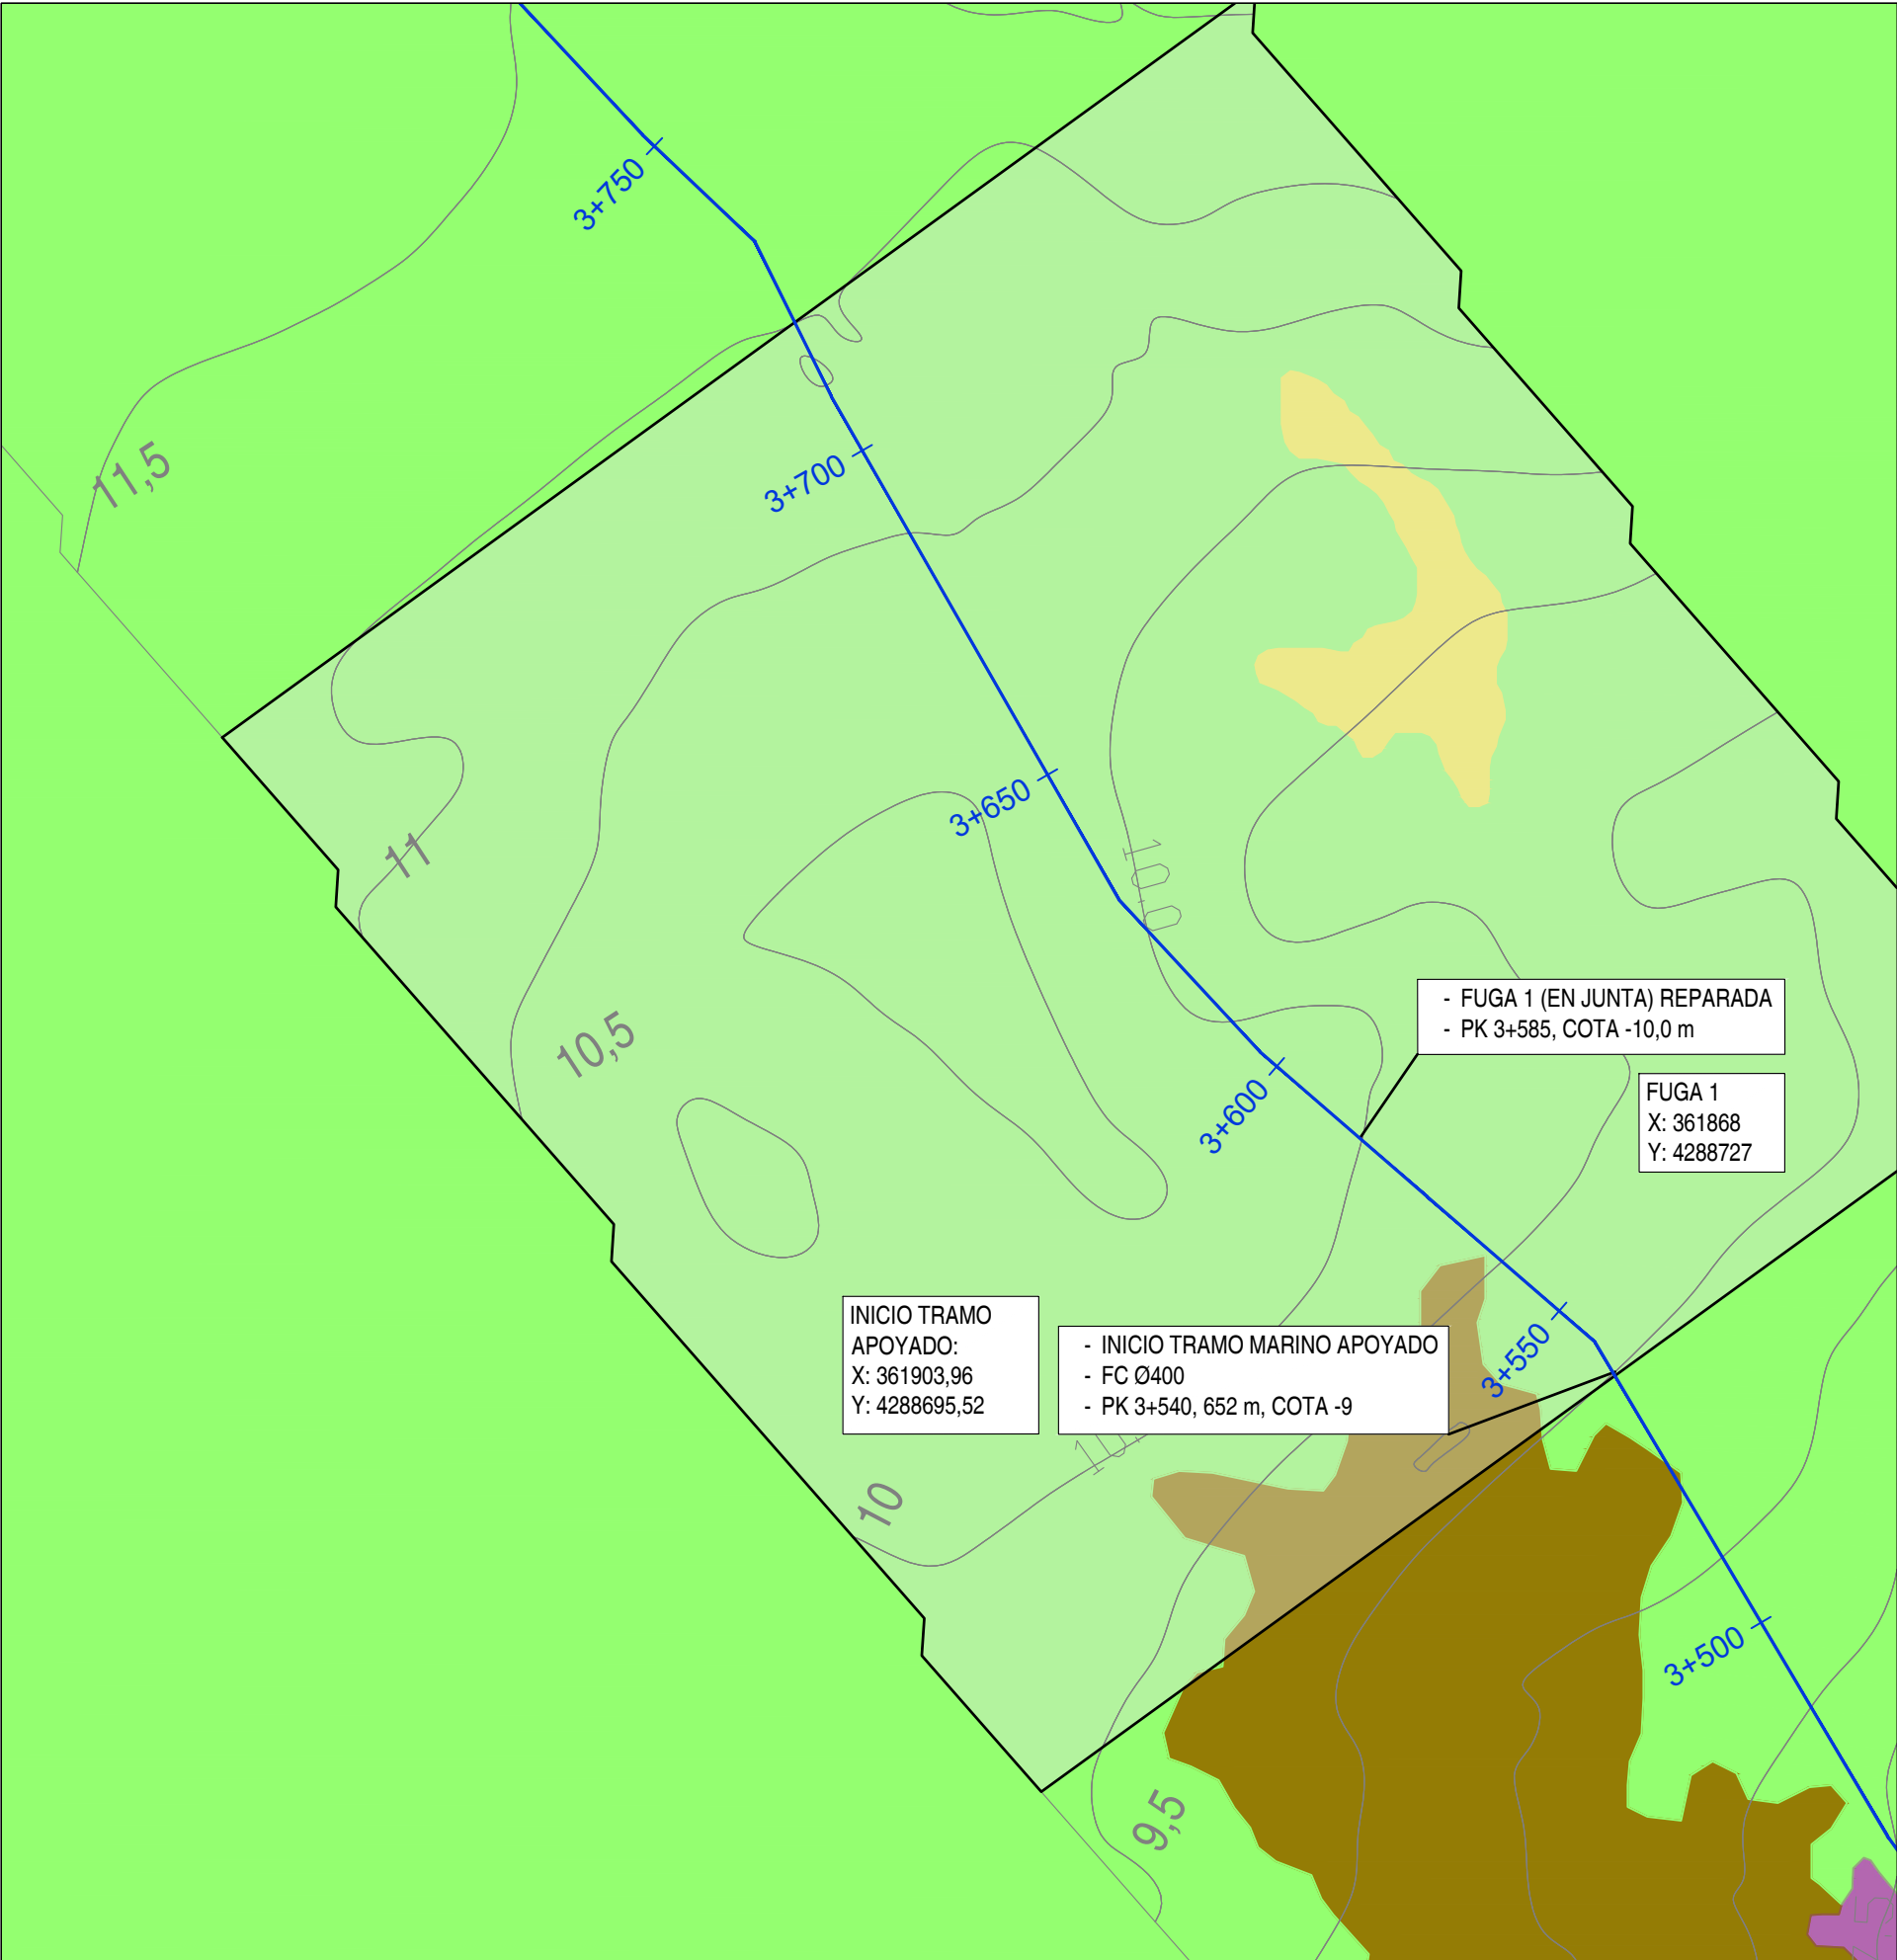 3+750
11,5
3+700
3+650
11
10,0
- FUGA 1 (EN JUNTA) REPARADA
- PK 3+585, COTA -10,0 m
10,5
FUGA 1
X: 361868
Y: 4288727
3+600
INICIO TRAMO
APOYADO:
X: 361903,96
Y: 4288695,52
- INICIO TRAMO MARINO APOYADO
- FC Ø400
- PK 3+540, 652 m, COTA -9
3+550
10
3+500
9,5